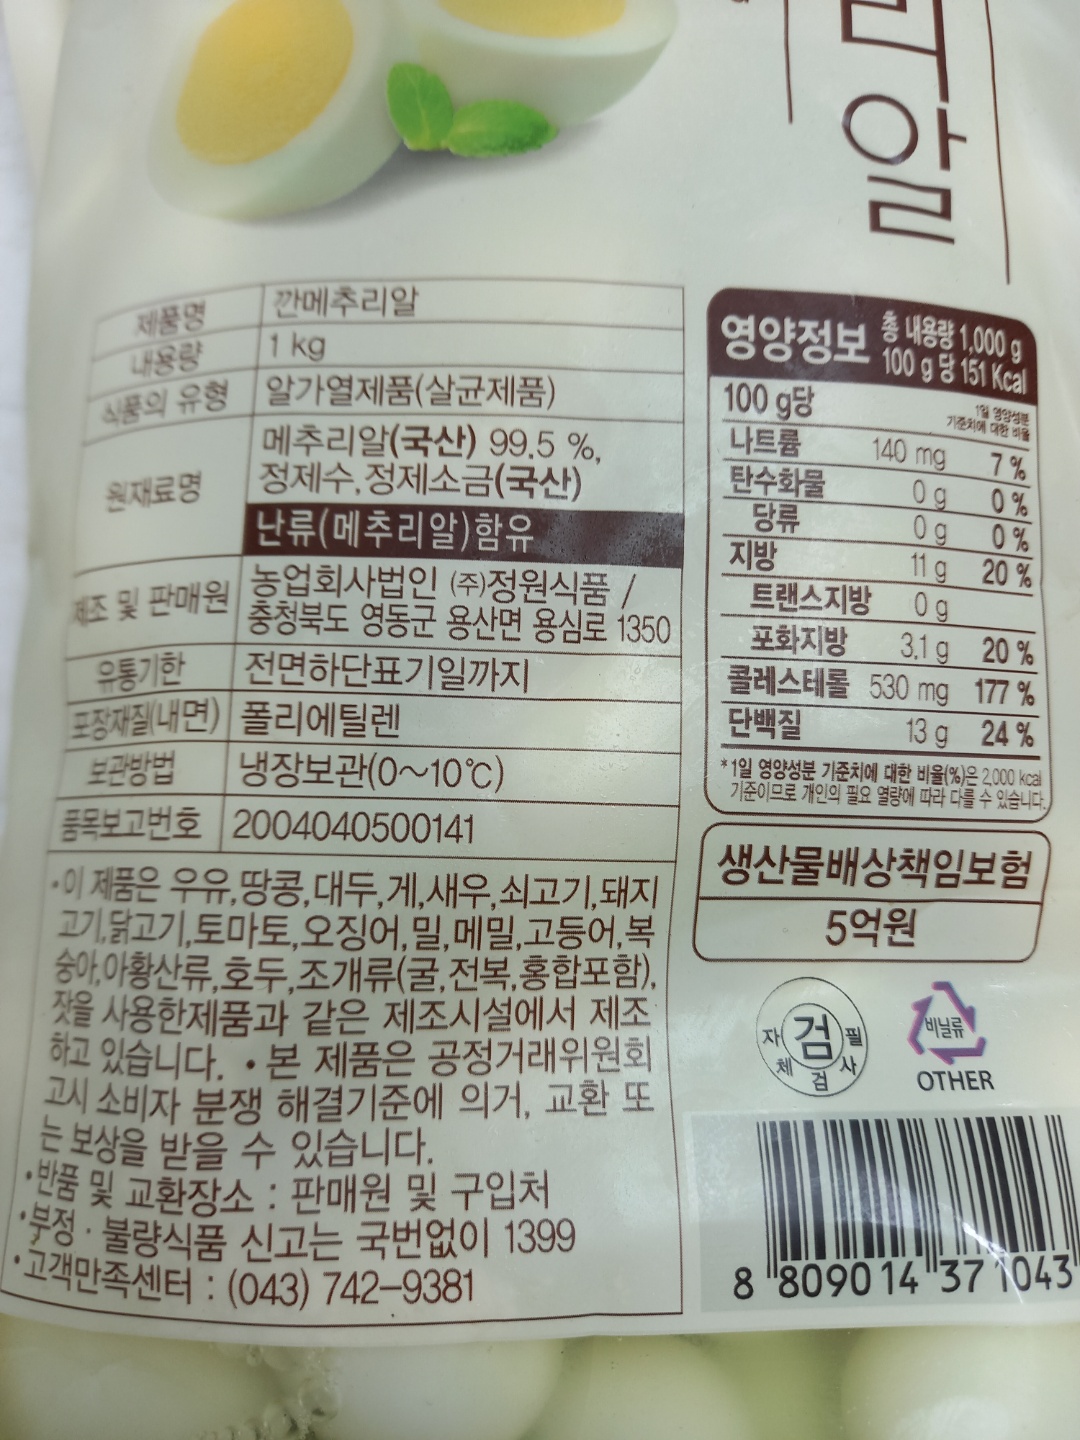 리알
제품명 깐메추리알
내용량 1 kg
식품의 유형 알가열제품(살균제품)
원재료명 메추리알(국산) 99.5 %,
정제수, 정제소금(국산)
난류(메추리알)함유
제조 및 판매원 농업회사법인 (주)정원식품 /
충청북도 영동군 용산면 용심로 1350
유통기한 전면하단표기일까지
포장재질(내면) 폴리에틸렌
보관방법 냉장보관(0~10℃)
품목보고번호 2004040500141
•이 제품은 우유,땅콩,대두,게,새우,쇠고기,돼지
고기,닭고기,토마토,오징어,밀,메밀,고등어,복
숭아,아황산류,호두,조개류(굴,전복,홍합포함),
잣을 사용한제품과 같은 제조시설에서 제조
하고 있습니다. •본 제품은 공정거래위원회
고시 소비자 분쟁 해결기준에 의거, 교환 또
는 보상을 받을 수 있습니다.
•반품 및 교환장소 : 판매원 및 구입처
•부정·불량식품 신고는 국번없이 1399
•고객만족센터 : (043) 742-9381
영양정보 총 내용량 1,000 g
100 g 당 151 Kcal
100 g당 1일 영양성분
기준치에 대한 비율
나트륨 140 mg 7 %
탄수화물 0 g 0 %
당류 0 g 0 %
지방 11 g 20 %
트랜스지방 0 g
포화지방 3.1 g 20 %
콜레스테롤 530 mg 177 %
단백질 13 g 24 %
*1일 영양성분 기준치에 대한 비율(%)은 2,000 kcal
기준이므로 개인의 필요 열량에 따라 다를 수 있습니다.
생산물배상책임보험
5억원
자체검사필
검
비닐류
OTHER
8 809014 371043